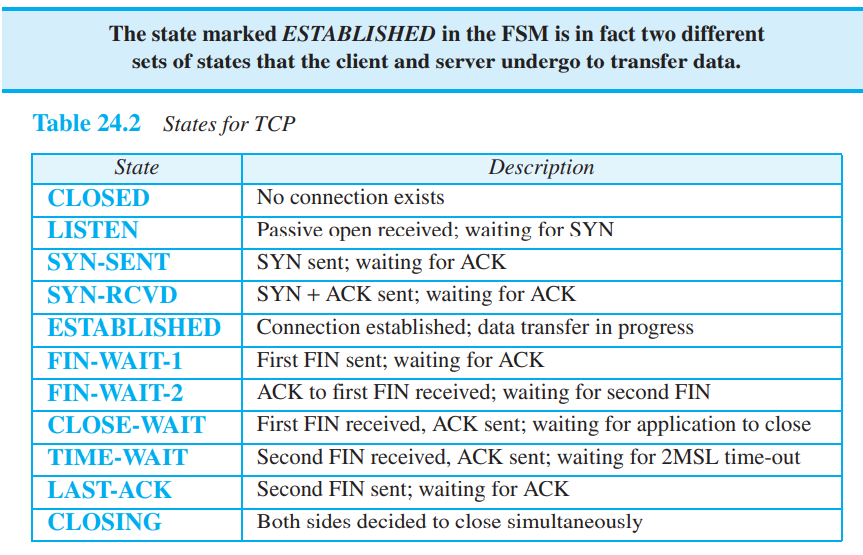 The state marked ESTABLISHED in the FSM is in fact two different
sets of states that the client and server undergo to transfer data.
Table 24.2 States for TCP
State Description
CLOSED No connection exists
LISTEN Passive open received; waiting for SYN
SYN-SENT SYN sent; waiting for ACK
SYN-RCVD SYN + ACK sent; waiting for ACK
ESTABLISHED Connection established; data transfer in progress
FIN-WAIT-1 First FIN sent; waiting for ACK
FIN-WAIT-2 ACK to first FIN received; waiting for second FIN
CLOSE-WAIT First FIN received, ACK sent; waiting for application to close
TIME-WAIT Second FIN received, ACK sent; waiting for 2MSL time-out
LAST-ACK Second FIN sent; waiting for ACK
CLOSING Both sides decided to close simultaneously